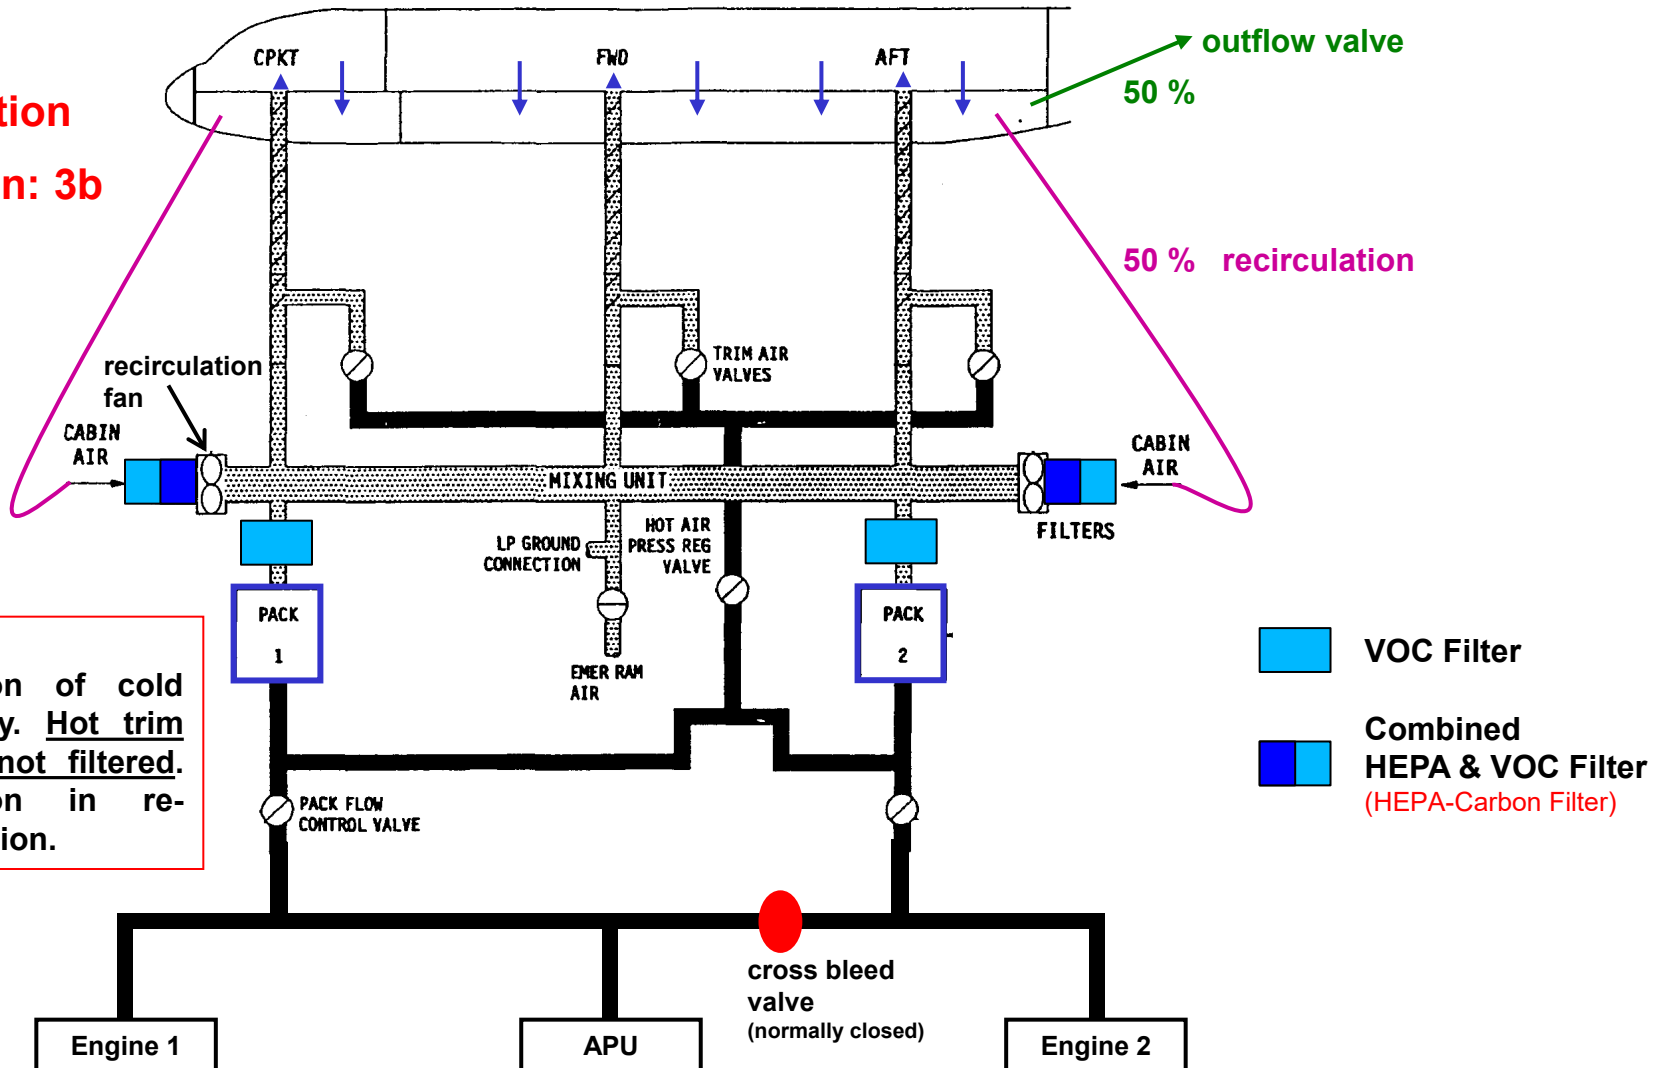 CPKT
FWD
AFT
outflow valve
50 %
tion
n: 3b
50 % recirculation
TRIM AIR
VALVES
recirculation
fan
CABIN
AIR
CABIN
AIR
MIXING UNIT
FILTERS
LP GROUND
CONNECTION
HOT AIR
PRESS REG
VALVE
PACK
1
PACK
2
EMER RAM
AIR
VOC Filter
on of cold
y. Hot trim
not filtered.
on in re-
ion.
Combined
HEPA & VOC Filter
(HEPA-Carbon Filter)
PACK FLOW
CONTROL VALVE
cross bleed
valve
(normally closed)
Engine 1
APU
Engine 2